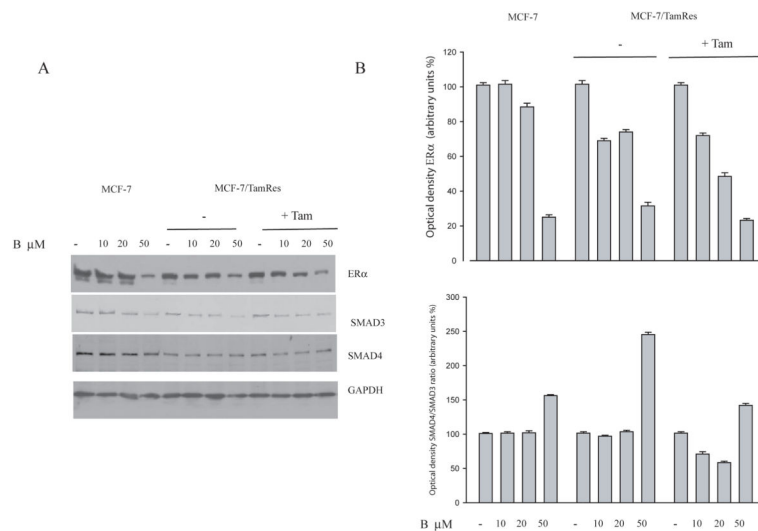 A
MCF-7 MCF-7/TamRes
- + Tam
B µM - 10 20 50 - 10 20 50 - 10 20 50
ERα
SMAD3
SMAD4
GAPDH
B
MCF-7 MCF-7/TamRes
- + Tam
Optical density ERα (arbitrary units %)
120
100
80
60
40
20
0
Optical density SMAD4/SMAD3 ratio (arbitrary units %)
300
250
200
150
100
50
0
B µM - 10 20 50 - 10 20 50 - 10 20 50